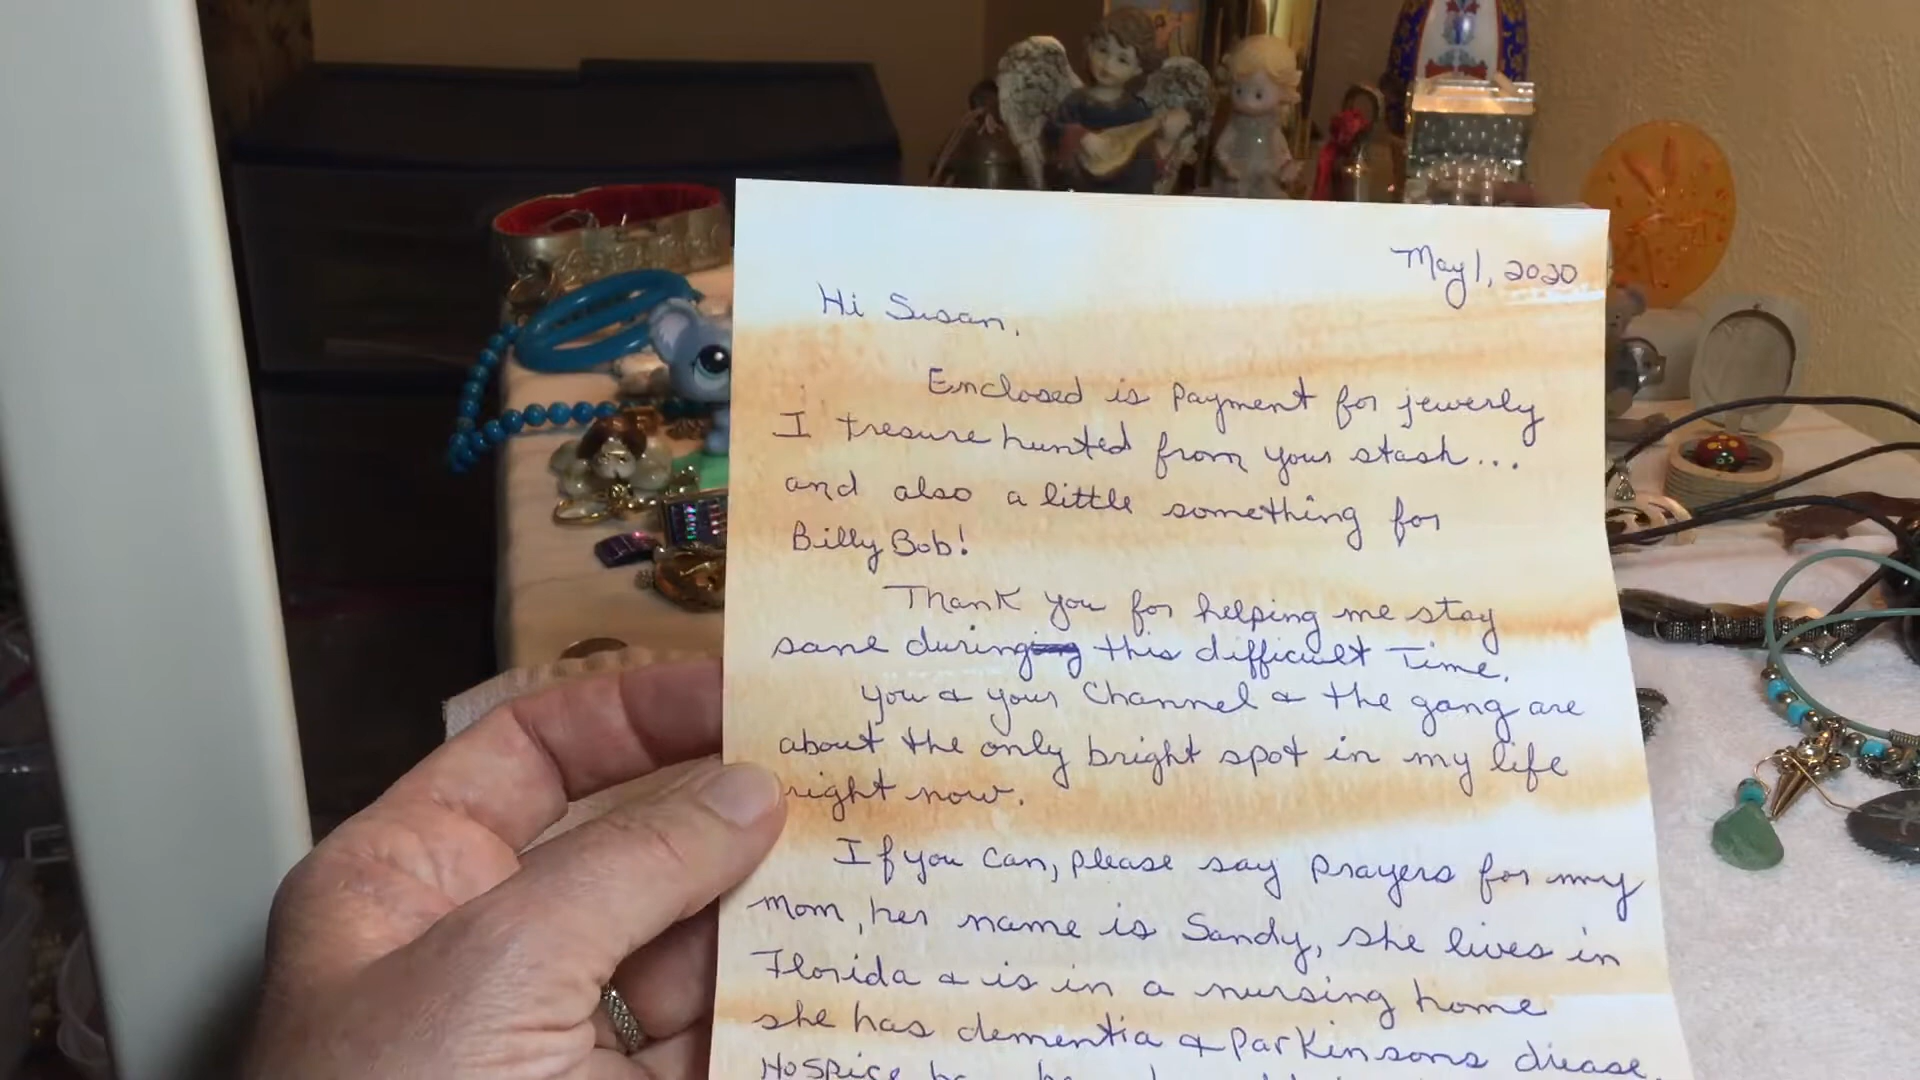 May 1, 2020
Hi Susan,
Enclosed is payment for jewerly
I tresure hunted from your stash...
and also a little something for
Billy Bob!
Thank you for helping me stay
sane during this difficult Time.
You & your Channel & the gang are
about the only bright spot in my life
right now.
If you can, please say prayers for my
mom, her name is Sandy, she lives in
Florida & is in a nursing home
she has dementia & Parkinsons diease.
Hospice